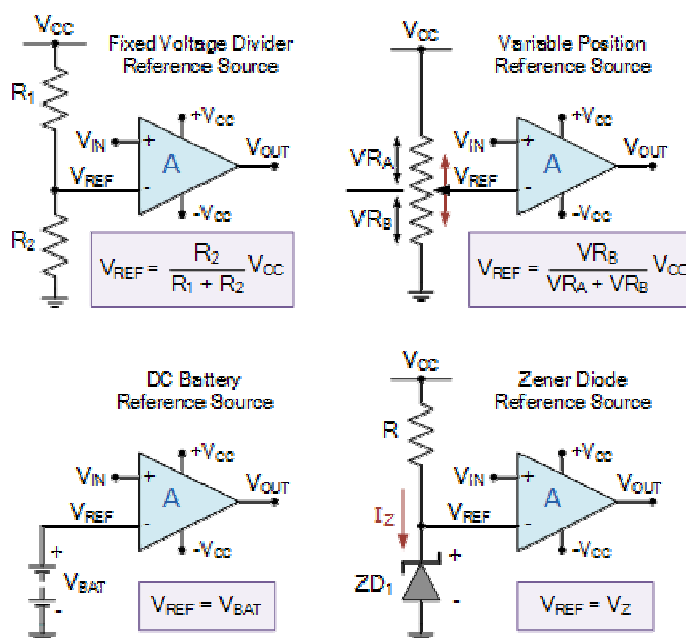 Fixed Voltage Divider
Reference Source
VCC
R1
R2
VIN
VREF
+
-
A
+VCC
-VCC
VOUT
VREF = R2 / R1 + R2 VCC
Variable Position
Reference Source
VCC
VRA
VRB
VIN
VREF
+
-
A
+VCC
-VCC
VOUT
VREF = VRB / VRA + VRB VCC
DC Battery
Reference Source
VIN
VREF
+
-
A
+VCC
-VCC
VOUT
+
VBAT
-
VREF = VBAT
Zener Diode
Reference Source
VCC
R
IZ
VIN
VREF
+
-
A
+VCC
-VCC
VOUT
ZD1
+
-
VREF = VZ